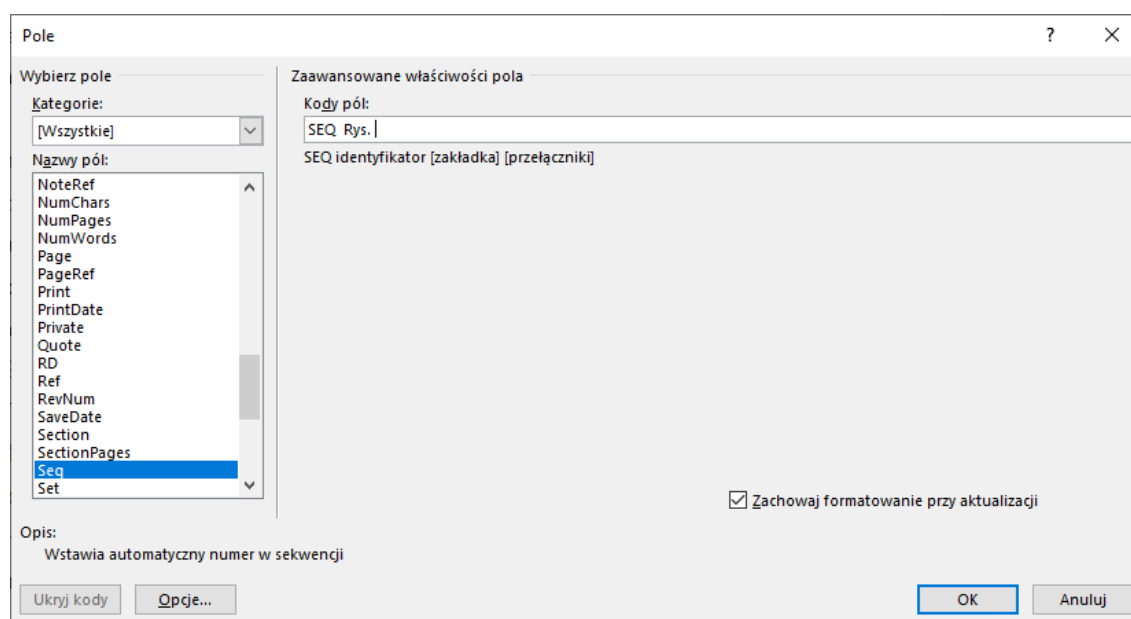 Pole
Wybierz pole
Kategorie:
[Wszystkie]
Nazwy pól:
NoteRef
NumChars
NumPages
NumWords
Page
PageRef
Print
PrintDate
Private
Quote
RD
Ref
RevNum
SaveDate
Section
SectionPages
Seq
Set
Zaawansowane właściwości pola
Kody pól:
SEQ Rys.
SEQ identyfikator [zakładka] [przełączniki]
Zachowaj formatowanie przy aktualizacji
Opis:
Wstawia automatyczny numer w sekwencji
Ukryj kody
Opcje...
OK
Anuluj